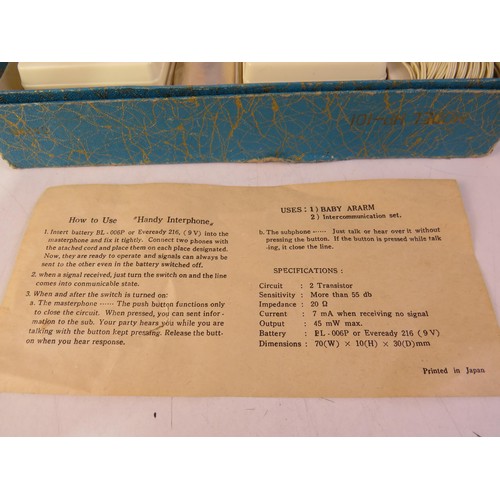 How to Use "Handy Interphone„
1. Insert battery BL-006P or Eveready 216, (9V) into the
masterphone and fix it tightly. Connect two phones with
the attached cord and place them on each place designated.
Now, they are ready to operate and signals can always be
sent to the other even in the battery switched off.
2. when a signal received, just turn the switch on and the line
comes into communicable state.
3. When and after the switch is turned on:
a. The masterphone ······ The push button functions only
to close the circuit. When pressed, you can sent infor-
mation to the sub. Your party hears you while you are
talking with the button kept pressing. Release the butt-
on when you hear response.
USES: 1) BABY ARARM
2) Intercommunication set.
b. The subphone ······ Just talk or hear over it without
pressing the button. If the button is pressed while talk
-ing, it close the line.
SPECIFICATIONS:
Circuit : 2 Transistor
Sensitivity : More than 55 db
Impedance : 20 Ω
Current : 7 mA when receiving no signal
Output : 45 mW max.
Battery : BL-006P or Eveready 216 (9V)
Dimensions : 70(W) × 10(H) × 30(D)mm
Printed in Japan